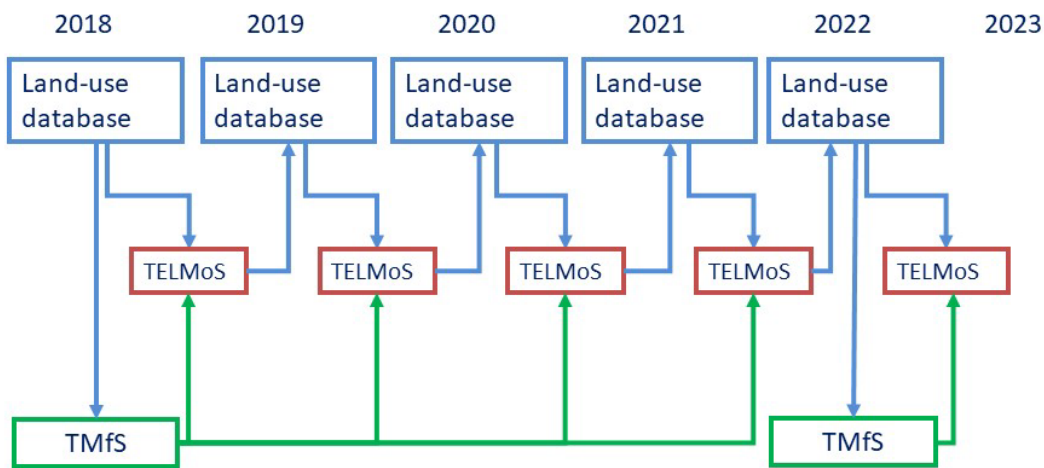 2018 2019 2020 2021 2022 2023
Land-use Land-use Land-use Land-use Land-use
database database database database database
TELMoS TELMoS TELMoS TELMoS TELMoS
TMfS TMfS